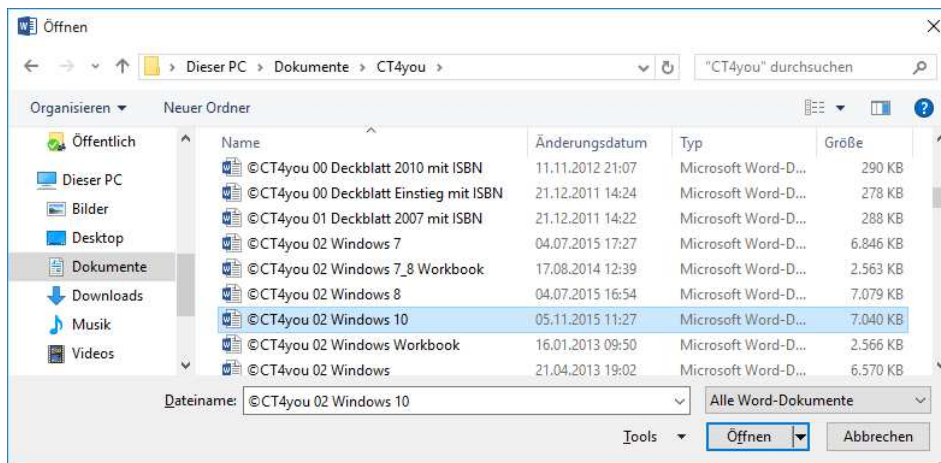 Öffnen
Dieser PC > Dokumente > CT4you >
"CT4you" durchsuchen
Organisieren
Neuer Ordner
Öffentlich
Dieser PC
Bilder
Desktop
Dokumente
Downloads
Musik
Videos
Name Änderungsdatum Typ Größe
©CT4you 00 Deckblatt 2010 mit ISBN 11.11.2012 21:07 Microsoft Word-D... 290 KB
©CT4you 00 Deckblatt Einstieg mit ISBN 21.12.2011 14:24 Microsoft Word-D... 278 KB
©CT4you 01 Deckblatt 2007 mit ISBN 21.12.2011 14:22 Microsoft Word-D... 288 KB
©CT4you 02 Windows 7 04.07.2015 17:27 Microsoft Word-D... 6.846 KB
©CT4you 02 Windows 7_8 Workbook 17.08.2014 12:39 Microsoft Word-D... 2.563 KB
©CT4you 02 Windows 8 04.07.2015 16:54 Microsoft Word-D... 7.079 KB
©CT4you 02 Windows 10 05.11.2015 11:27 Microsoft Word-D... 7.040 KB
©CT4you 02 Windows Workbook 16.01.2013 09:50 Microsoft Word-D... 2.566 KB
©CT4you 02 Windows 21.04.2013 19:02 Microsoft Word-D... 6.570 KB
Dateiname: ©CT4you 02 Windows 10
Alle Word-Dokumente
Tools Öffnen Abbrechen